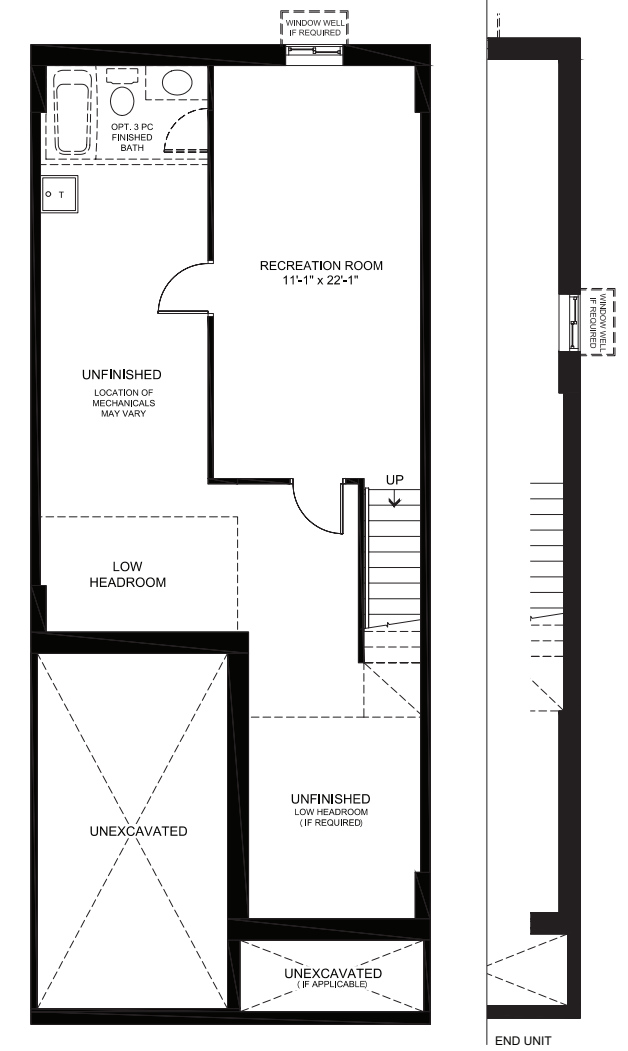 WINDOW WELL
IF REQUIRED
OPT. 3 PC
FINISHED
BATH
T
RECREATION ROOM
11'-1" x 22'-1"
WINDOW WELL
IF REQUIRED
UNFINISHED
LOCATION OF
MECHANICALS
MAY VARY
UP
LOW
HEADROOM
UNFINISHED
LOW HEADROOM
(IF REQUIRED)
UNEXCAVATED
UNEXCAVATED
(IF APPLICABLE)
END UNIT